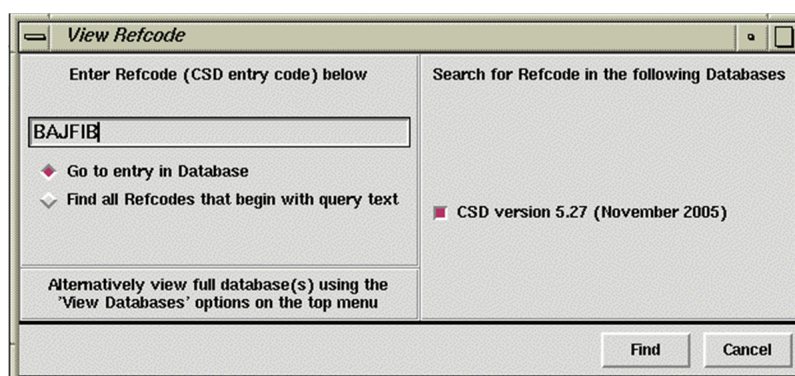 View Refcode
Enter Refcode (CSD entry code) below
BAJFIB
Go to entry in Database
Find all Refcodes that begin with query text
Alternatively view full database(s) using the
'View Databases' options on the top menu
Search for Refcode in the following Databases
CSD version 5.27 (November 2005)
Find
Cancel